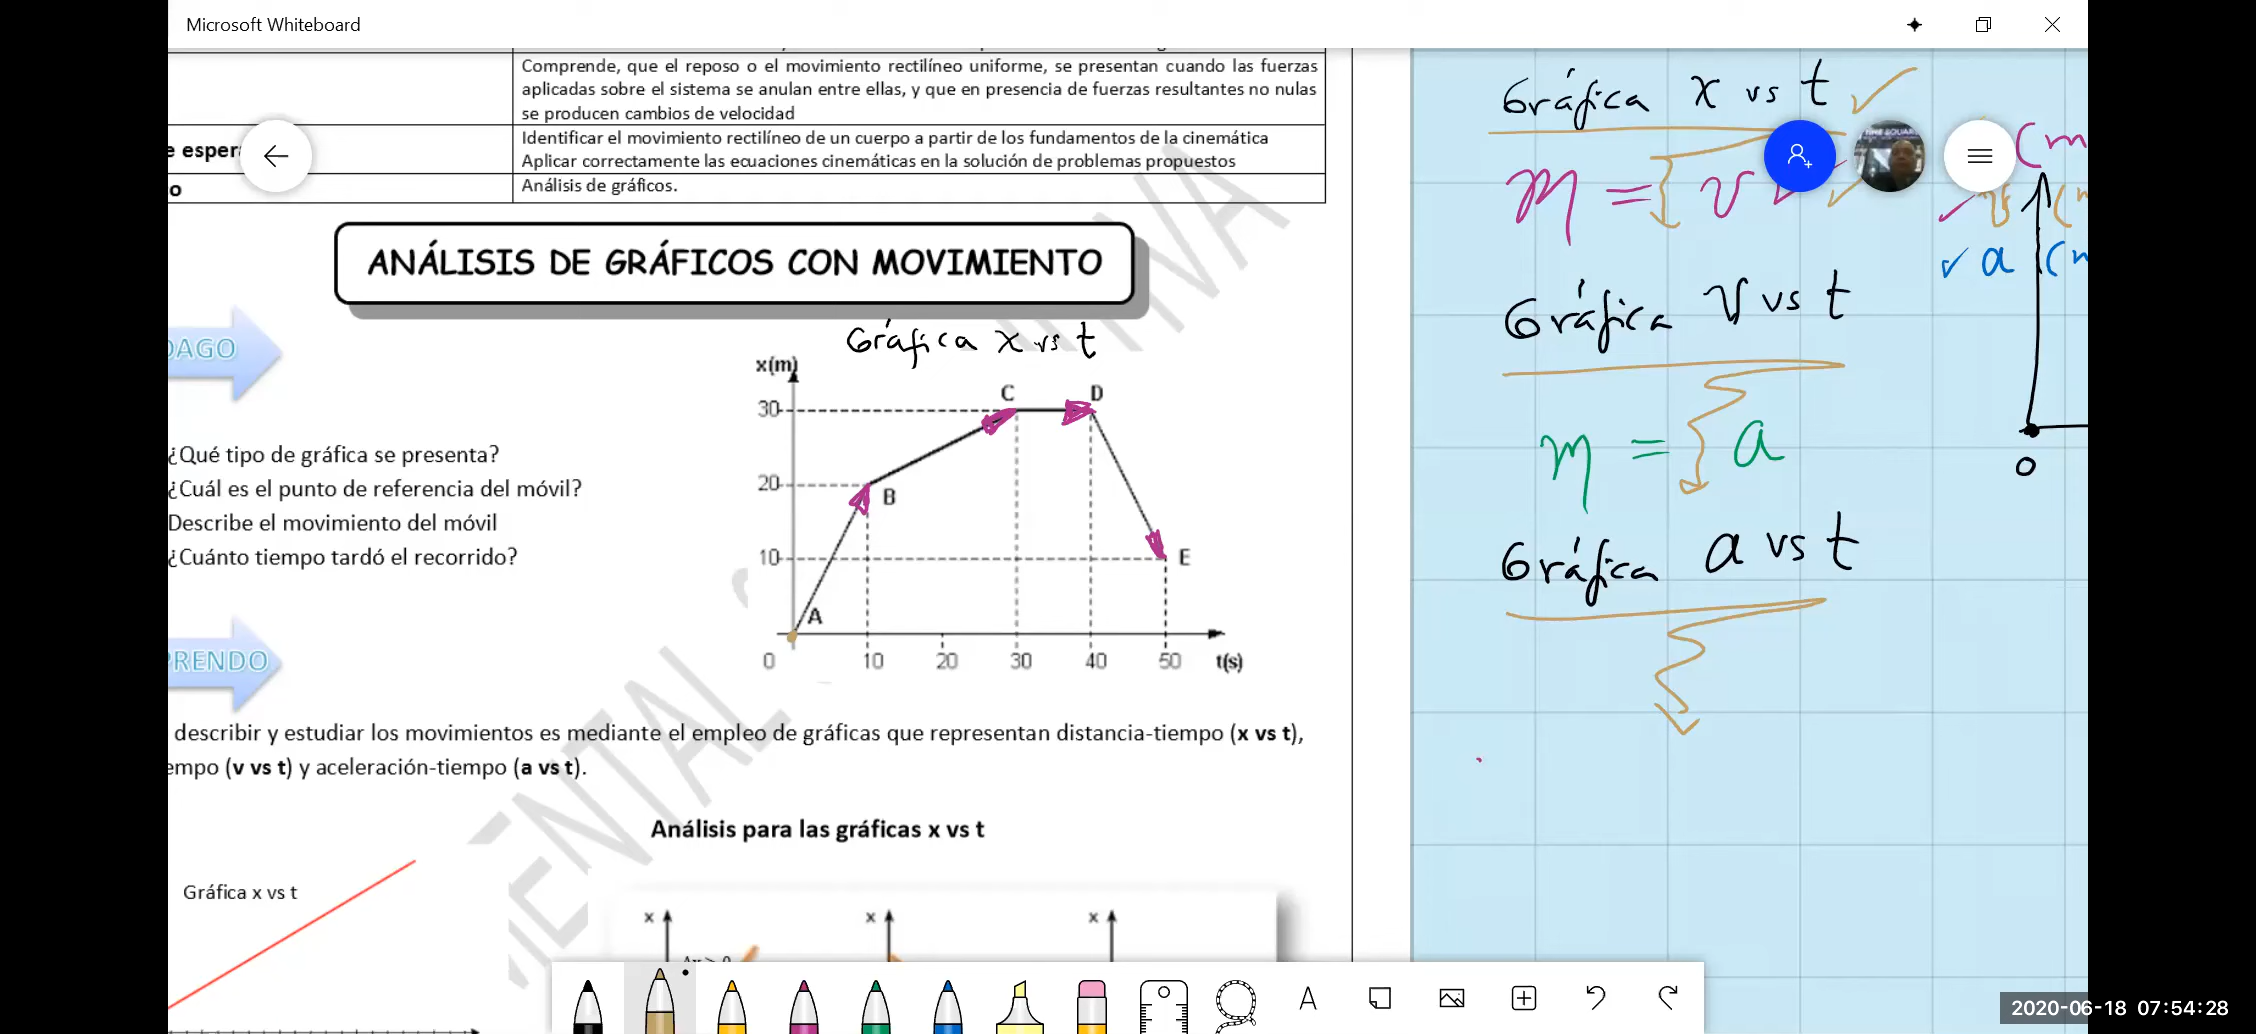 Microsoft Whiteboard
Comprende, que el reposo o el movimiento rectilíneo uniforme, se presentan cuando las fuerzas
aplicadas sobre el sistema se anulan entre ellas, y que en presencia de fuerzas resultantes no nulas
se producen cambios de velocidad
e esper
Identificar el movimiento rectilíneo de un cuerpo a partir de los fundamentos de la cinemática
Aplicar correctamente las ecuaciones cinemáticas en la solución de problemas propuestos
o
Análisis de gráficos.
ANÁLISIS DE GRÁFICOS CON MOVIMIENTO
DAGO
¿Qué tipo de gráfica se presenta?
¿Cuál es el punto de referencia del móvil?
Describe el movimiento del móvil
¿Cuánto tiempo tardó el recorrido?
Gráfica x vs t
x(m)
30
20
10
A
B
C
D
E
0 10 20 30 40 50 t(s)
PRENDO
describir y estudiar los movimientos es mediante el empleo de gráficas que representan distancia-tiempo (x vs t),
empo (v vs t) y aceleración-tiempo (a vs t).
Análisis para las gráficas x vs t
Gráfica x vs t
x
x
x
Gráfica x vs t
m = v
Gráfica v vs t
m = a
Gráfica a vs t
(m
v (m
a (m
0
A
2020-06-18 07:54:28